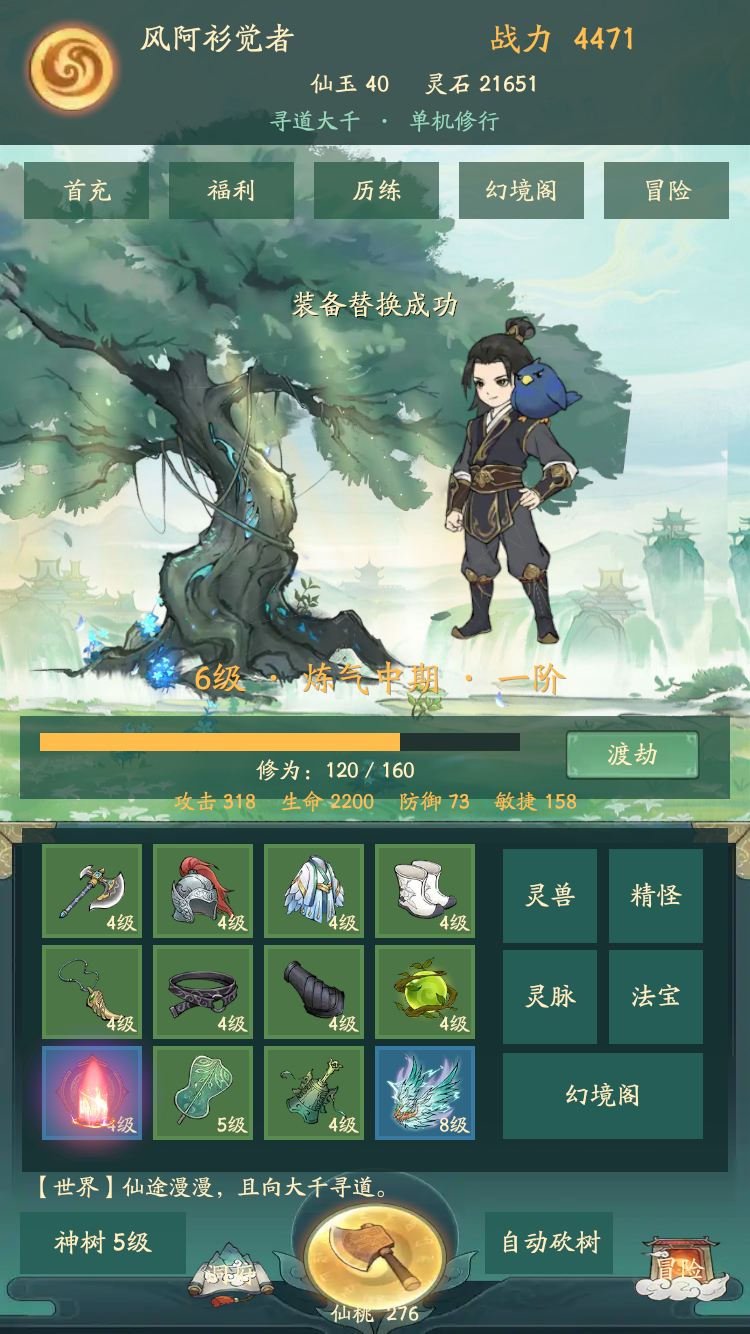 风阿衫觉者
战力 4471
仙玉 40 灵石 21651
寻道大千 · 单机修行
首充 福利 历练 幻境阁 冒险
装备替换成功
6级 · 炼气中期 · 一阶
修为：120 / 160
渡劫
攻击 318 生命 2200 防御 73 敏捷 158
4级 4级 4级 4级
灵兽 精怪
4级 4级 4级 4级
灵脉 法宝
4级 5级 4级 8级
幻境阁
【世界】仙途漫漫，且向大千寻道。
神树 5级
自动砍树
洞府
冒险
仙桃 276